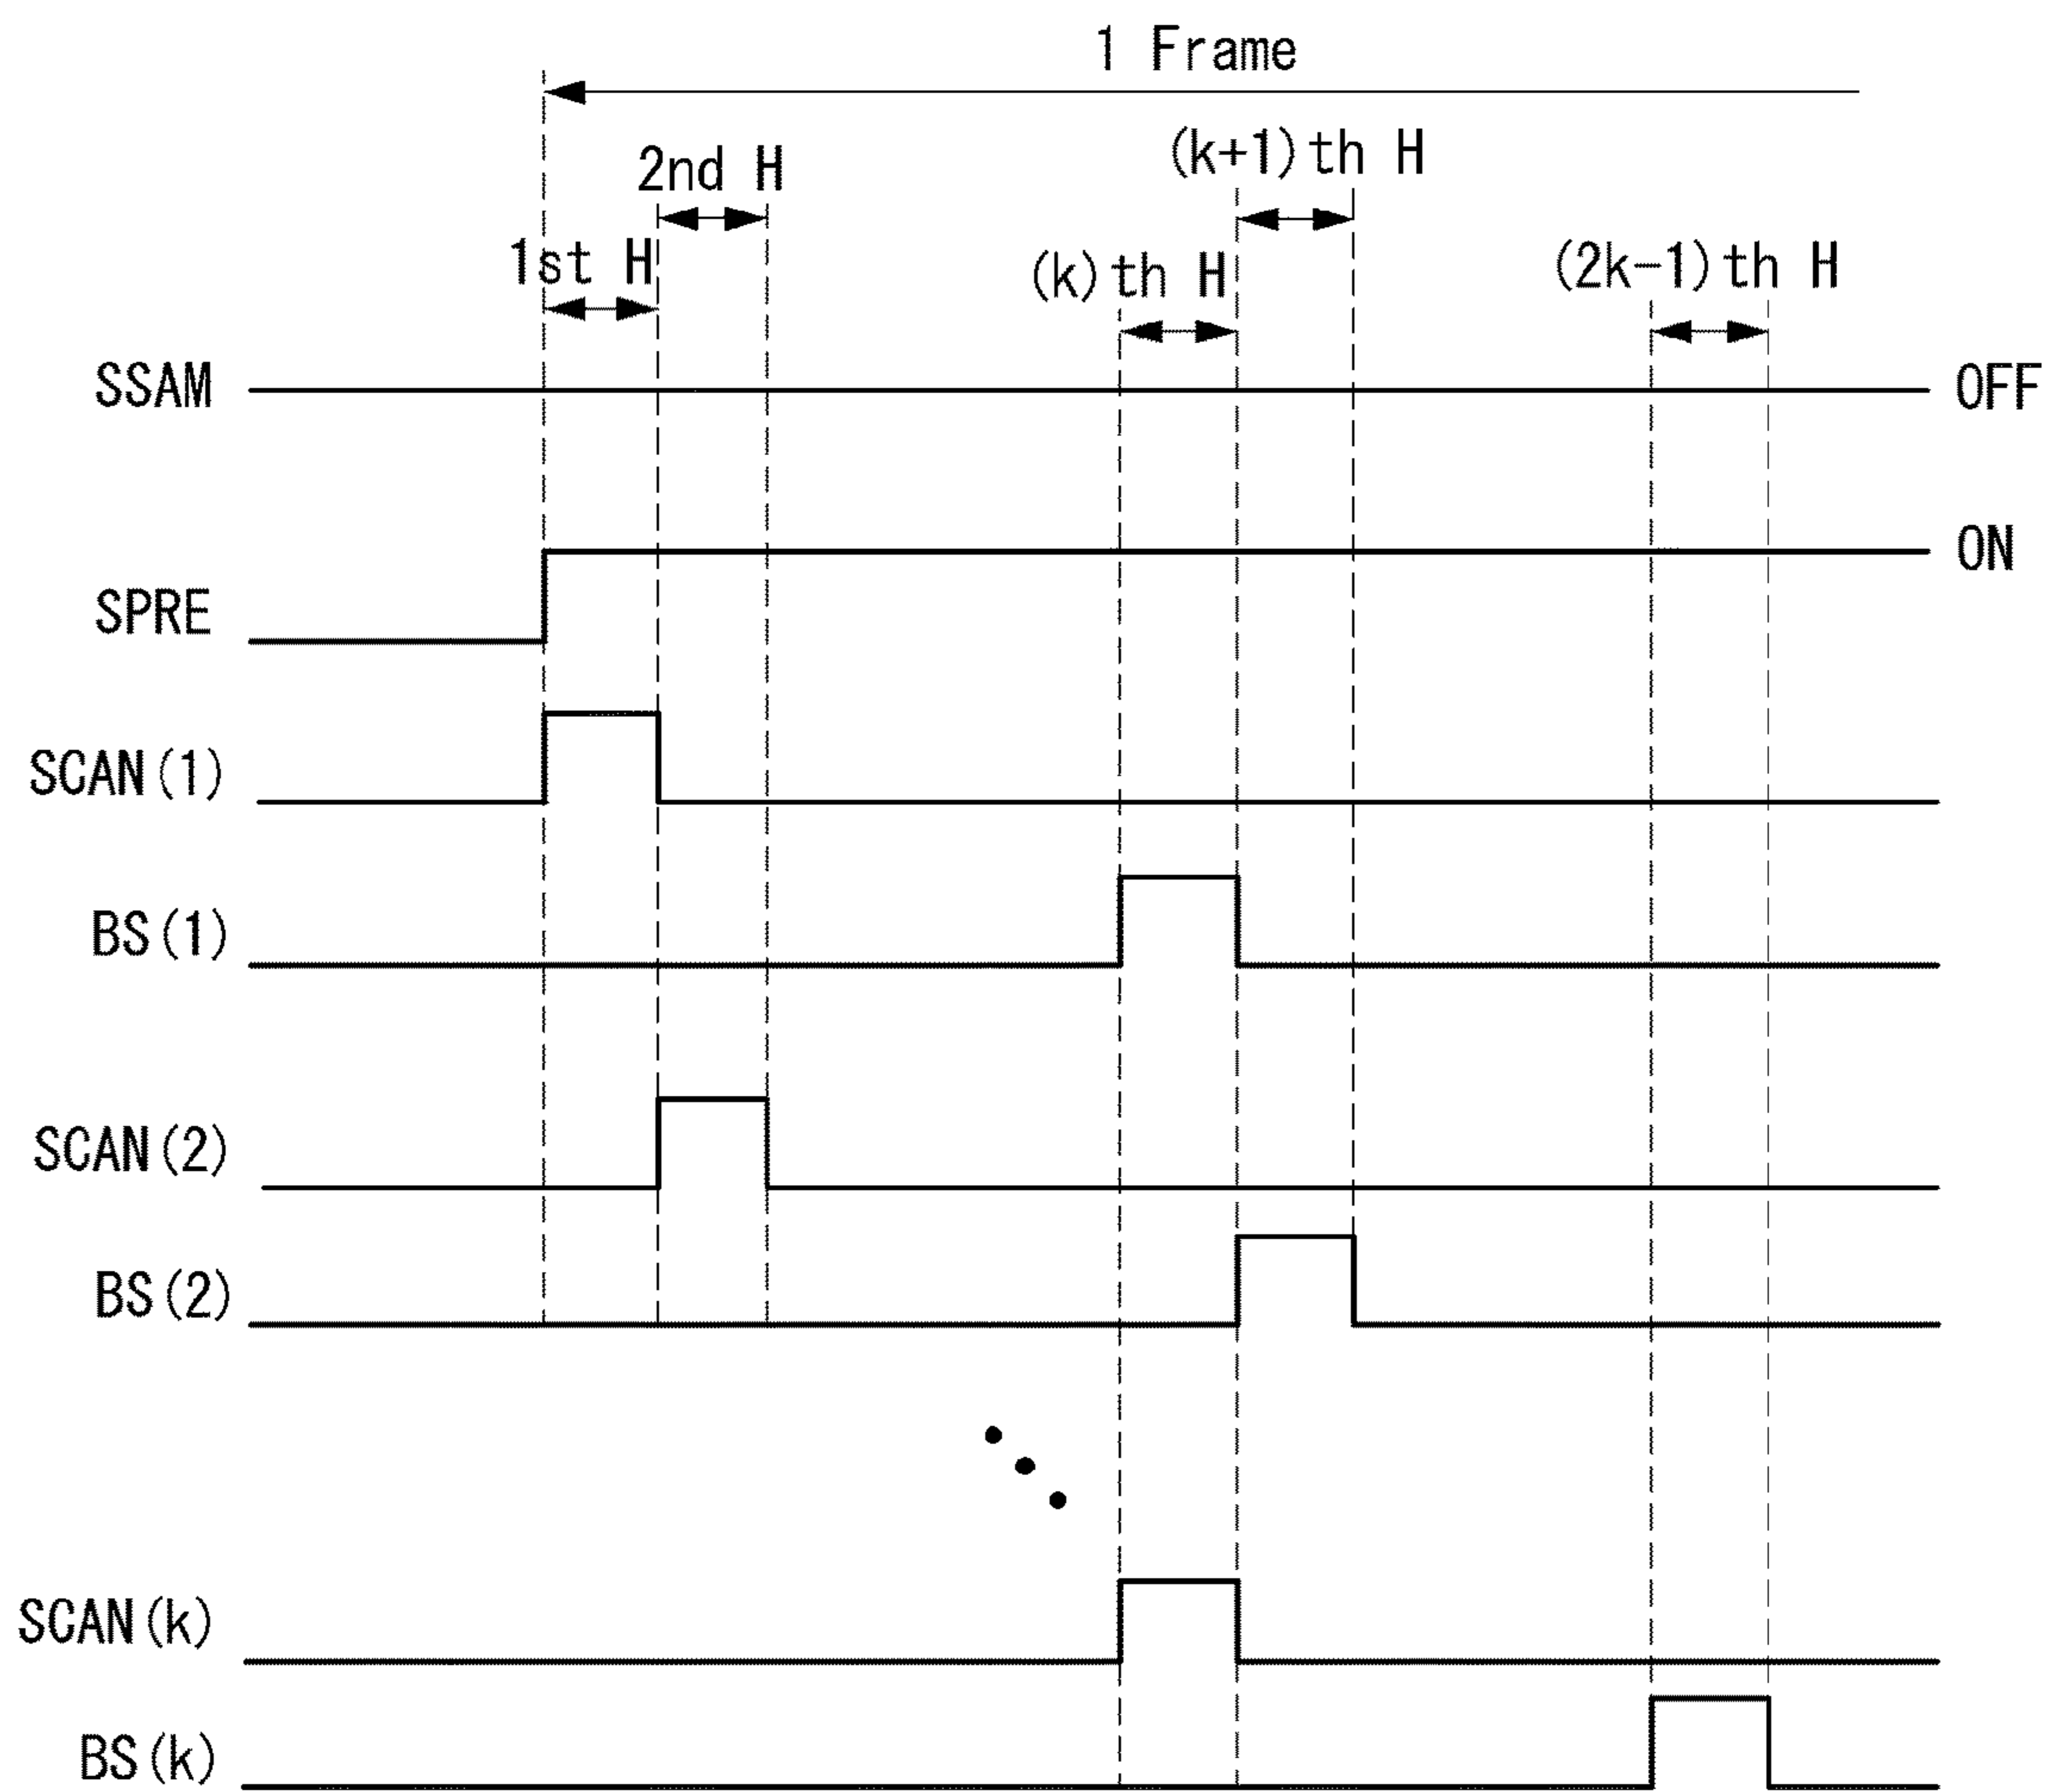 1 Frame
(k+1)th H
2nd H
1st H
(k)th H
(2k-1)th H
SSAM
OFF
ON
SPRE
SCAN(1)
BS(1)
SCAN(2)
BS(2)
SCAN(k)
BS(k)